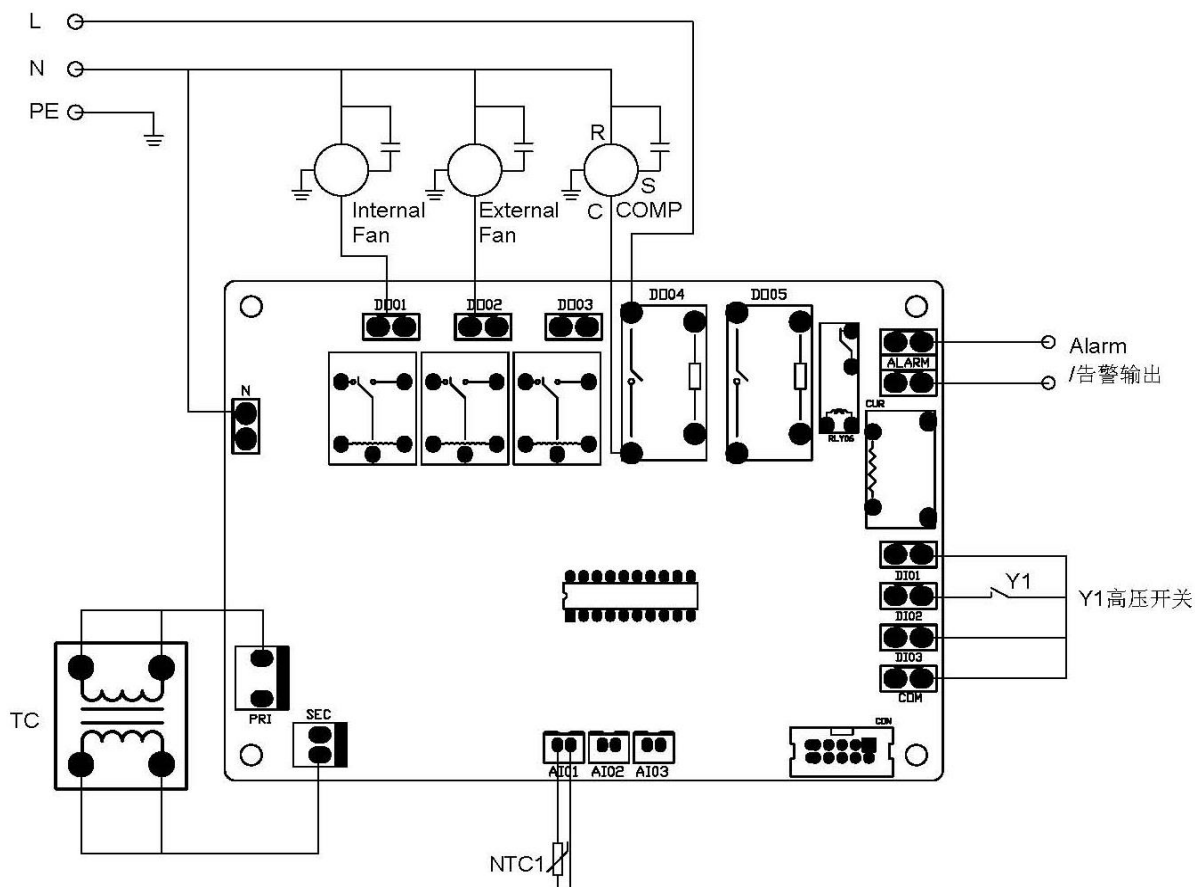 L
N
PE
R
S
C
COMP
Internal
Fan
External
Fan
DO01
DO02
DO03
DO04
DO05
N
ALARM
Alarm
/告警输出
RLY06
CUR
DI01
Y1
DI02
Y1高压开关
DI03
COM
TC
PRI
SEC
AI01
AI02
AI03
CON
NTC1